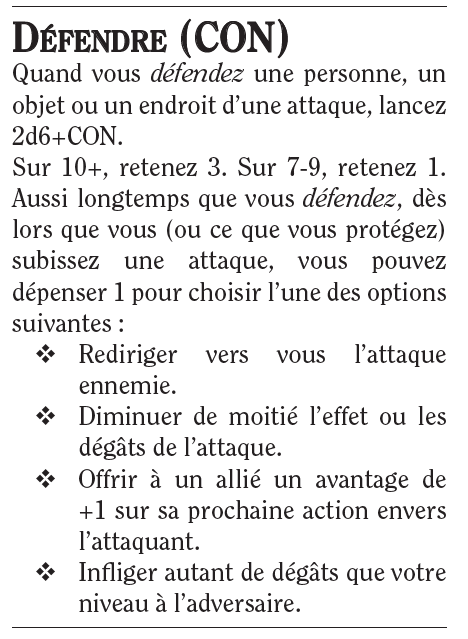 DÉFENDRE (CON)
Quand vous défendez une personne, un
objet ou un endroit d'une attaque, lancez
2d6+CON.
Sur 10+, retenez 3. Sur 7-9, retenez 1.
Aussi longtemps que vous défendez, dès
lors que vous (ou ce que vous protégez)
subissez une attaque, vous pouvez
dépenser 1 pour choisir l'une des options
suivantes :
❖ Rediriger vers vous l'attaque
ennemie.
❖ Diminuer de moitié l'effet ou les
dégâts de l'attaque.
❖ Offrir à un allié un avantage de
+1 sur sa prochaine action envers
l'attaquant.
❖ Infliger autant de dégâts que votre
niveau à l'adversaire.